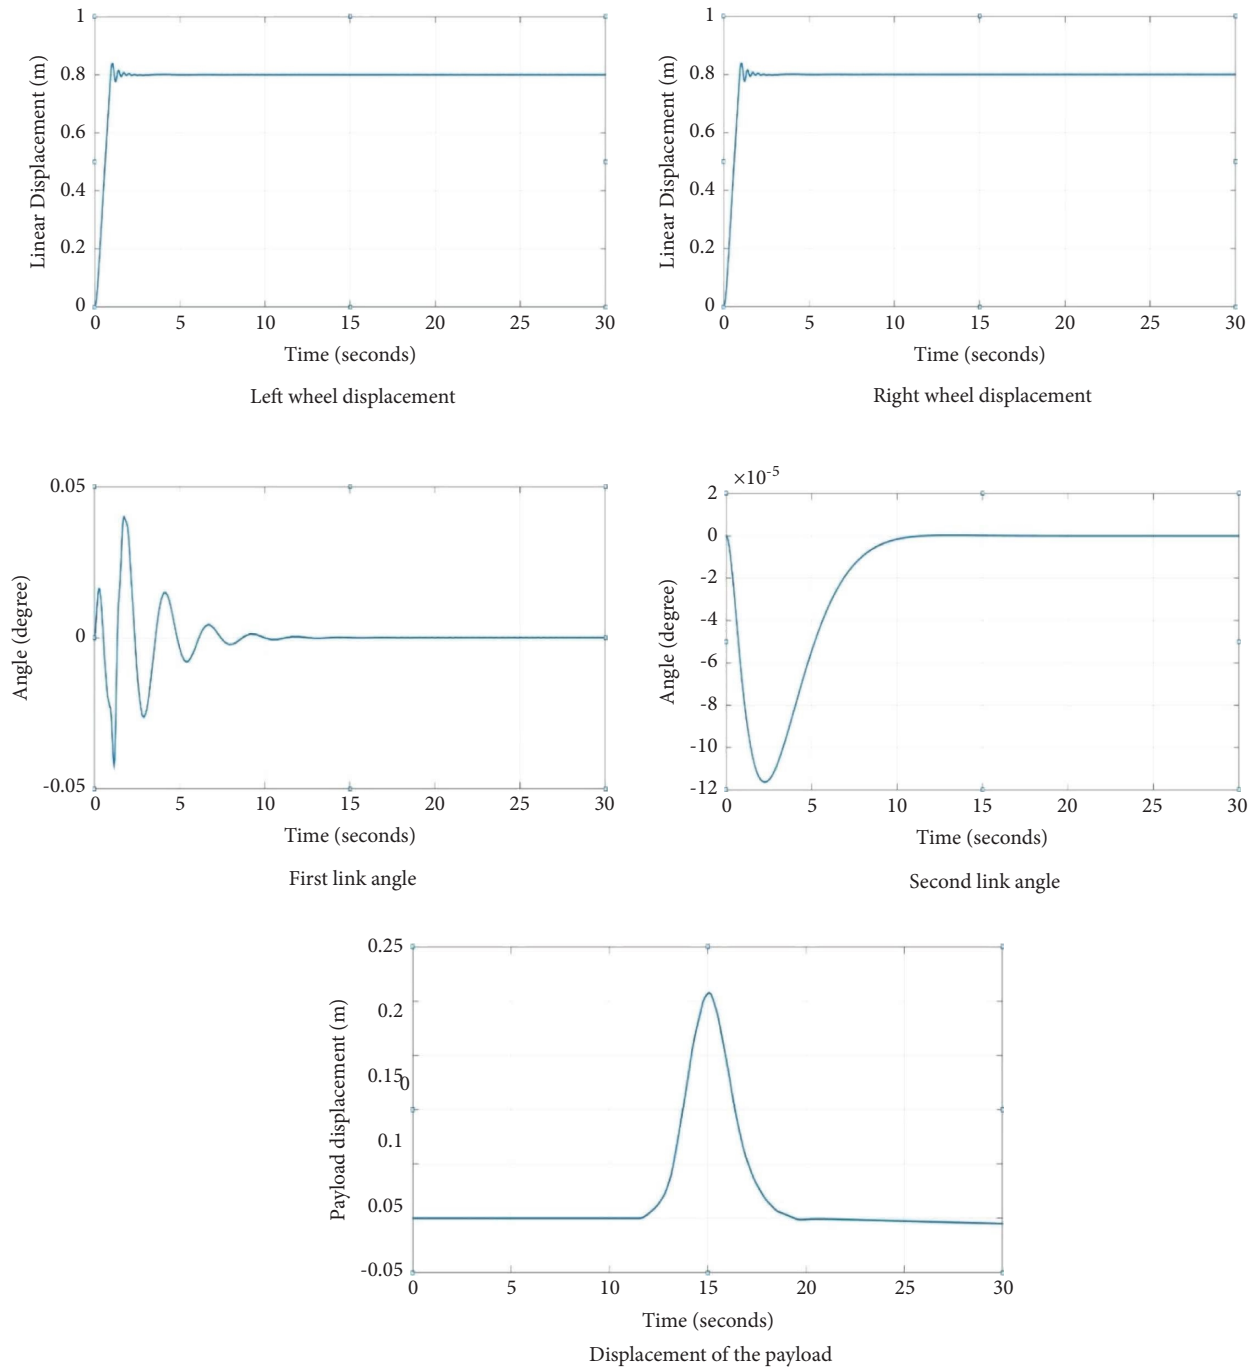 1
0.8
0.6
0.4
0.2
0
Linear Displacement (m)
0 5 10 15 20 25 30
Time (seconds)
Left wheel displacement
1
0.8
0.6
0.4
0.2
0
Linear Displacement (m)
0 5 10 15 20 25 30
Time (seconds)
Right wheel displacement
0.05
0
-0.05
Angle (degree)
0 5 10 15 20 25 30
Time (seconds)
First link angle
×10-5
2
0
-2
-4
-6
-8
-10
-12
Angle (degree)
0 5 10 15 20 25 30
Time (seconds)
Second link angle
0.25
0.2
0.15
0
0.1
0.05
-0.05
Payload displacement (m)
0 5 10 15 20 25 30
Time (seconds)
Displacement of the payload